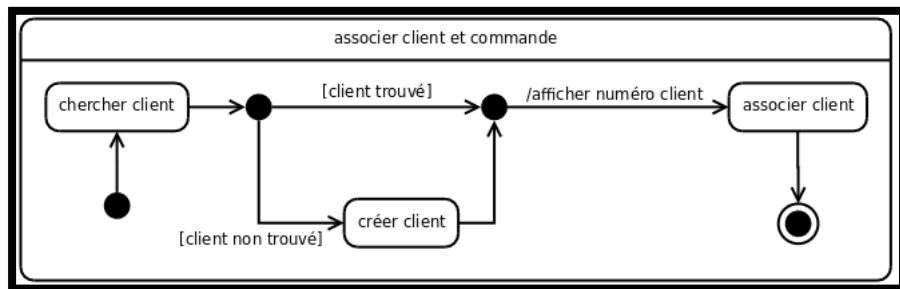 associer client et commande
chercher client
[client trouvé]
/afficher numéro client
associer client
créer client
[client non trouvé]